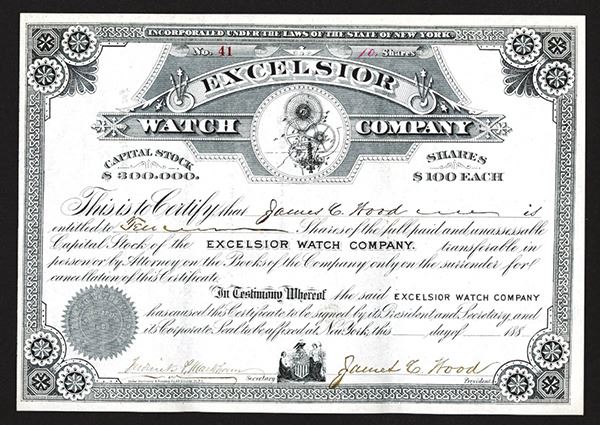 INCORPORATED UNDER THE LAWS OF THE STATE OF NEW YORK.
No. 41 10. Shares
EXCELSIOR
WATCH COMPANY
CAPITAL STOCK SHARES
$ 300.000. $ 100 EACH
This is to Certify that James C. Wood is
entitled to Ten Shares of the full paid and unassessable
Capital Stock of the EXCELSIOR WATCH COMPANY. transferable in
person or by Attorney on the Books of the Company only on the surrender for
cancellation of this Certificate.
In Testimony Whereof the said EXCELSIOR WATCH COMPANY
has caused this Certificate to be signed by its President and Secretary, and
its Corporate Seal to be affixed at New York, this day of 188
Secretary James C. Wood President